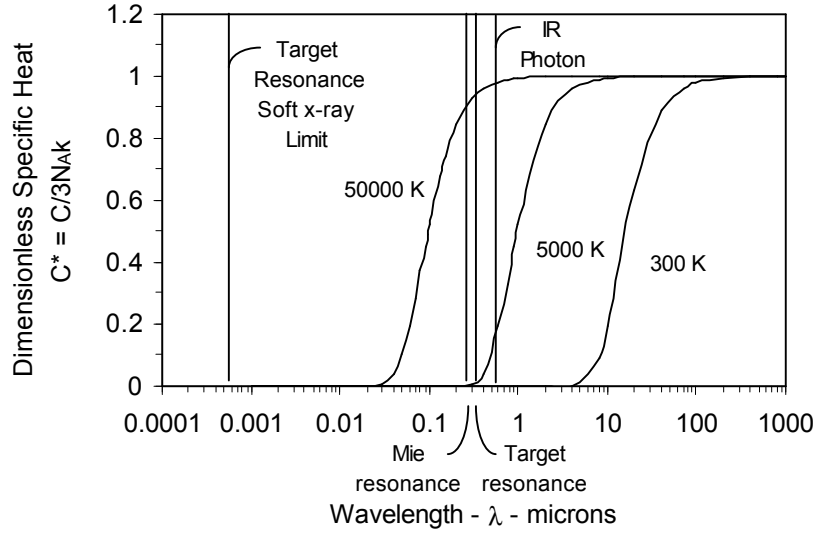 Dimensionless Specific Heat
C* = C/3NAk
1.2
1
0.8
0.6
0.4
0.2
0
Target
Resonance
Soft x-ray
Limit
IR
Photon
50000 K
5000 K
300 K
0.0001 0.001 0.01 0.1 1 10 100 1000
Mie
resonance
Target
resonance
Wavelength - λ - microns